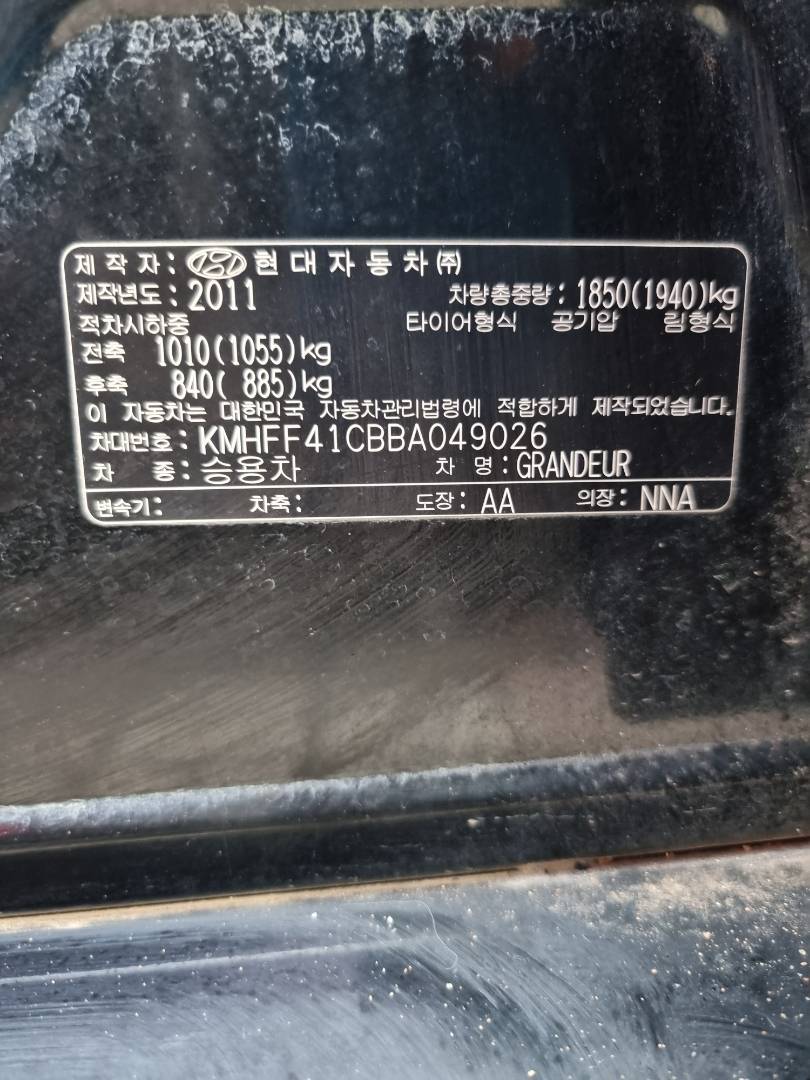 제 작 자 : 현 대 자 동 차 ㈜
제작년도 : 2011 차량총중량 : 1850(1940)kg
적차시하중 타이어형식 공기압 림형식
전축 1010(1055)kg
후축 840( 885)kg
이 자동차는 대한민국 자동차관리법령에 적합하게 제작되었습니다.
차대번호 : KMHFF41CBBA049026
차 종 : 승용차 차 명 : GRANDEUR
변속기 : 차축 : 도장 : AA 의장 : NNA